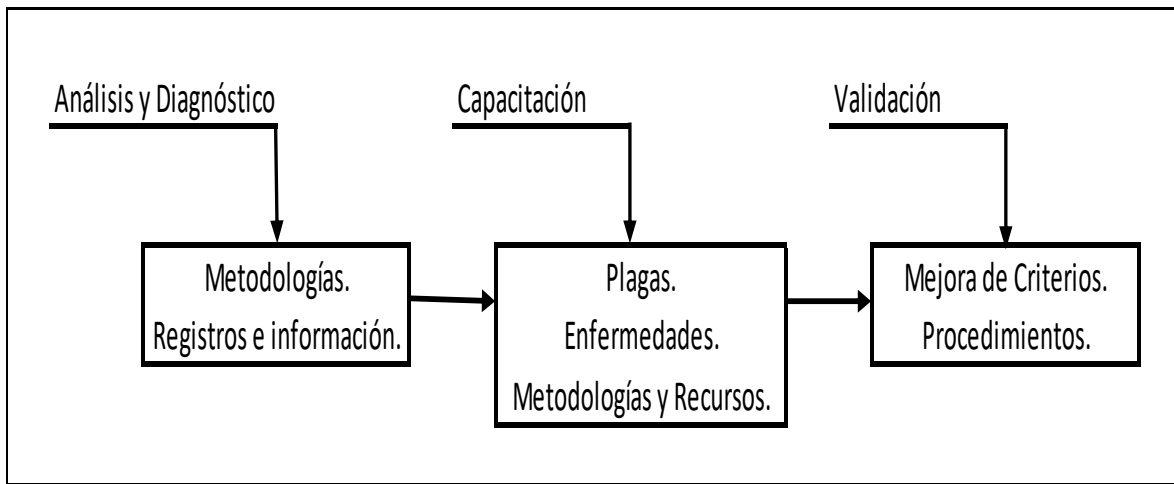 Análisis y Diagnóstico
Capacitación
Validación
Metodologías.
Registros e información.
Plagas.
Enfermedades.
Metodologías y Recursos.
Mejora de Criterios.
Procedimientos.